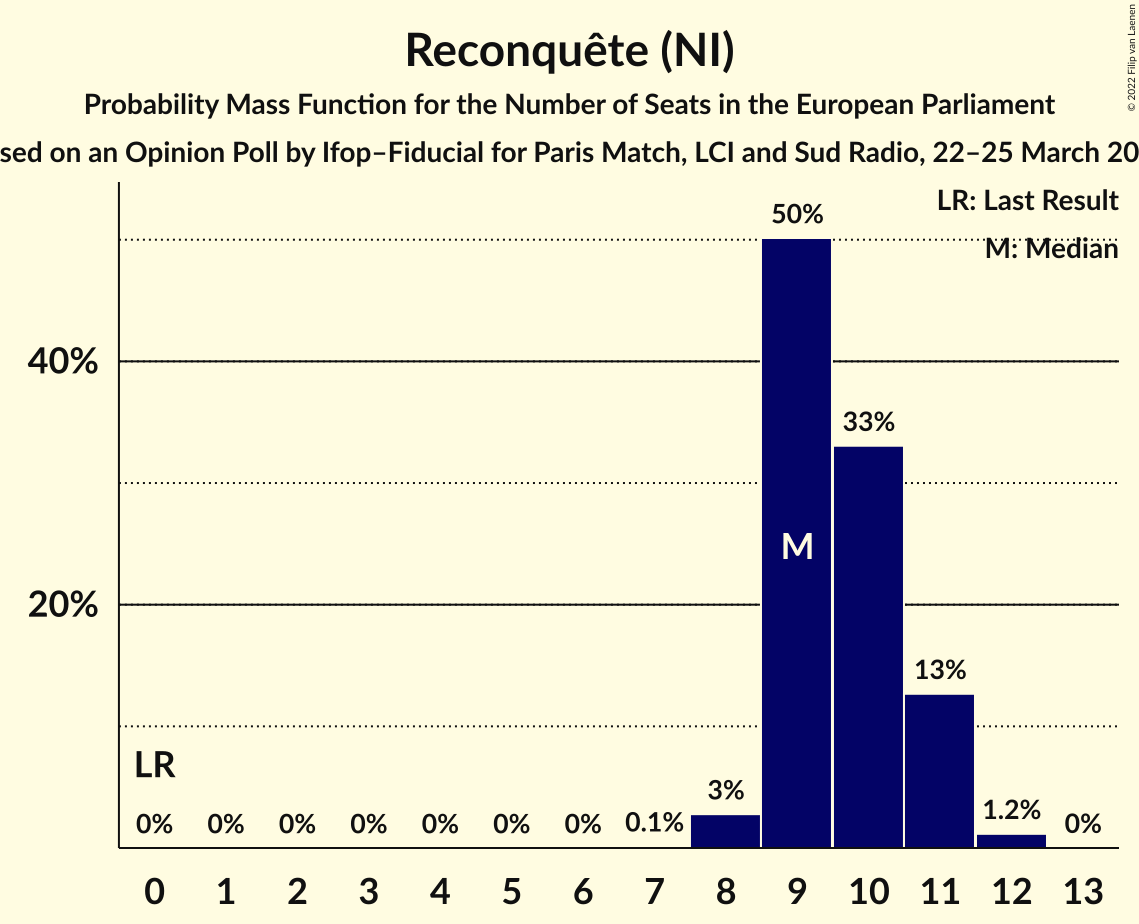 Reconquête (NI)
Probability Mass Function for the Number of Seats in the European Parliament
sed on an Opinion Poll by Ifop–Fiducial for Paris Match, LCI and Sud Radio, 22–25 March 20
© 2022 Filip van Laenen
LR: Last Result
M: Median
40%
20%
LR
0% 0% 0% 0% 0% 0% 0% 0.1% 3% 50% 33% 13% 1.2% 0%
M
0 1 2 3 4 5 6 7 8 9 10 11 12 13